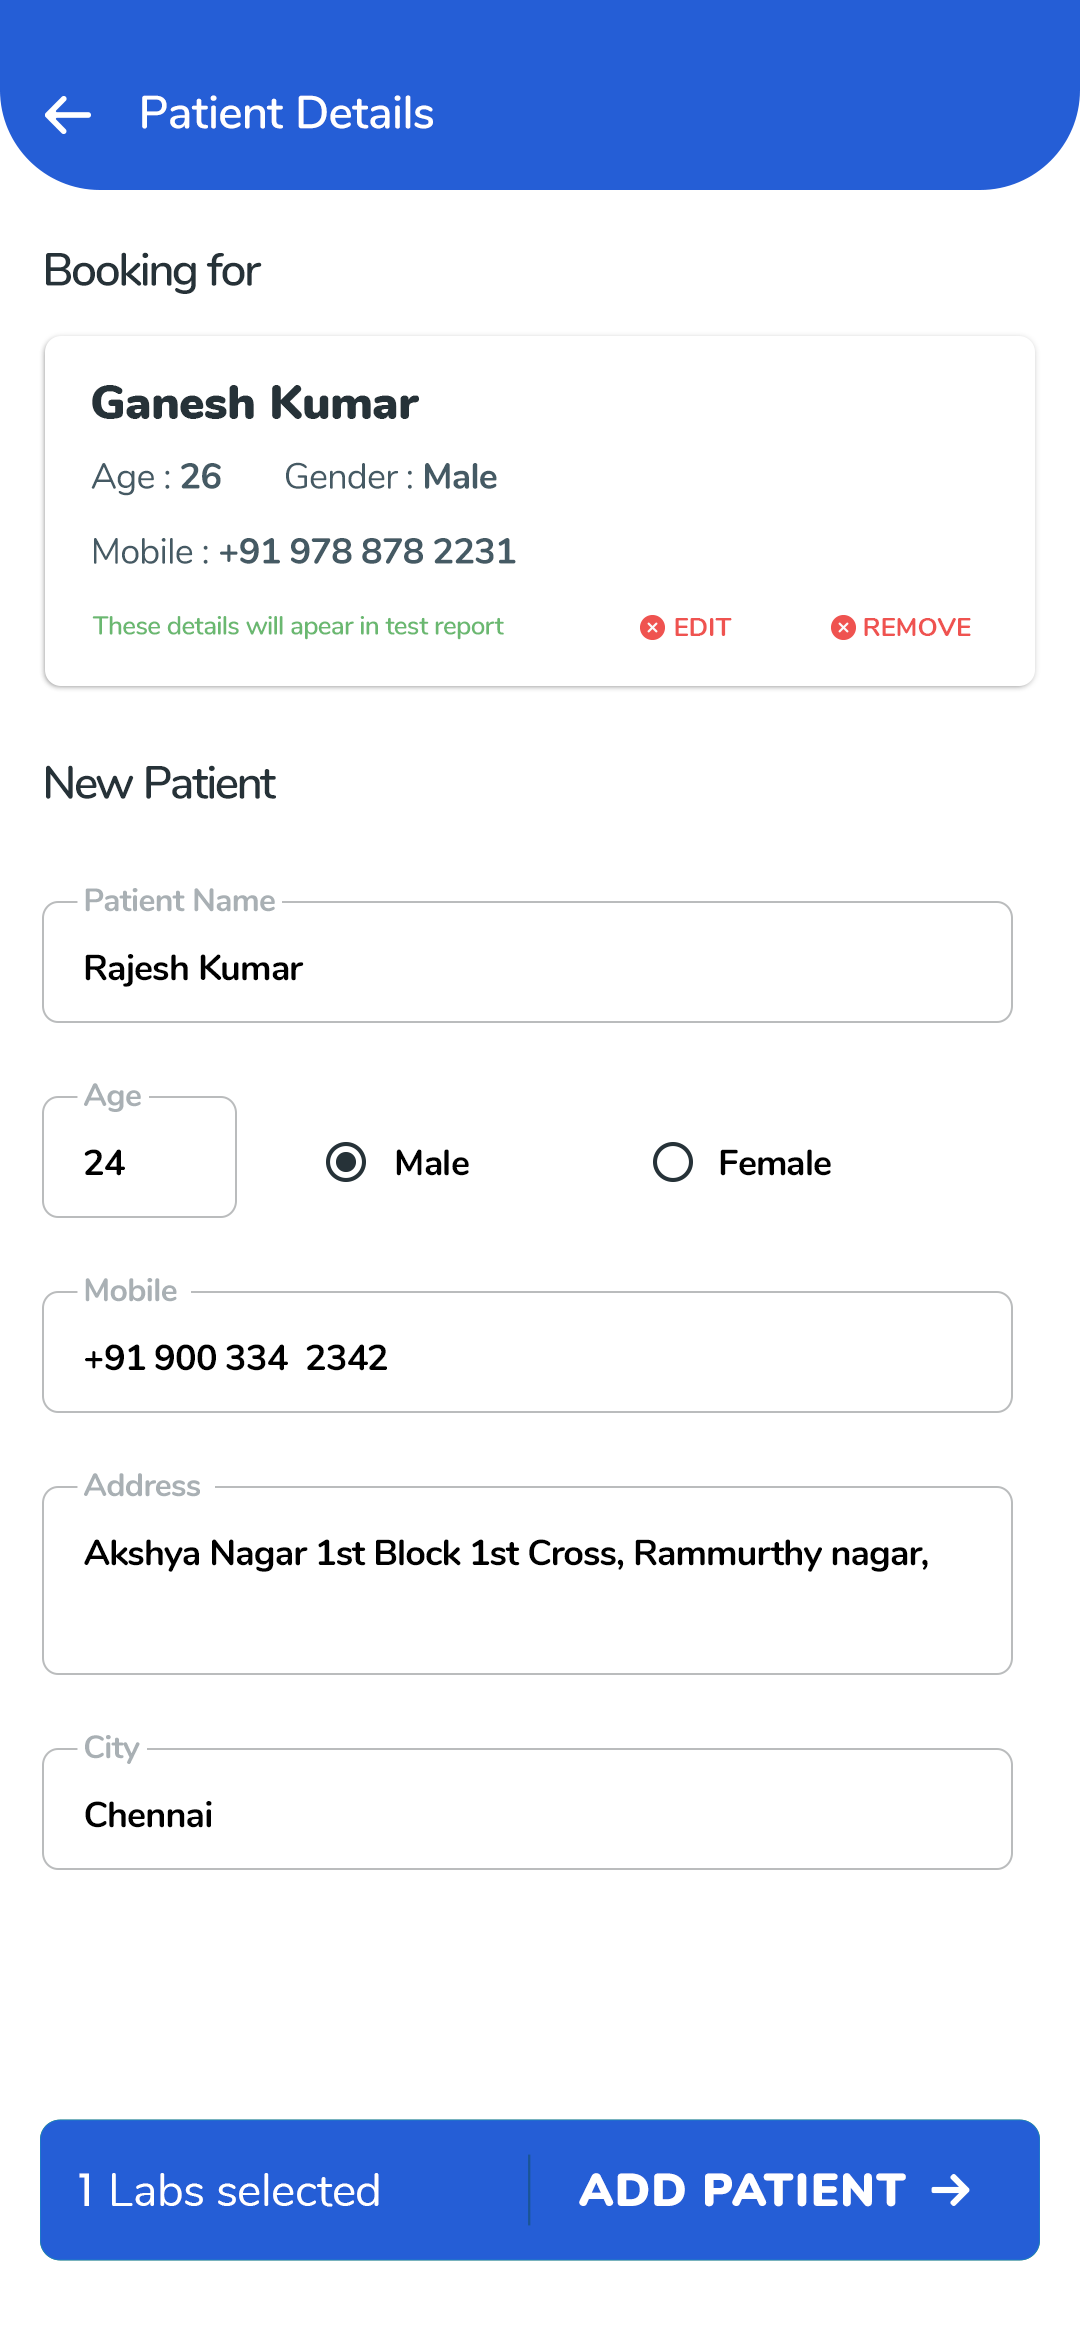 Patient Details
Booking for
Ganesh Kumar
Age : 26 Gender : Male
Mobile : +91 978 878 2231
These details will apear in test report EDIT REMOVE
New Patient
Patient Name
Rajesh Kumar
Age
24 Male Female
Mobile
+91 900 334 2342
Address
Akshya Nagar 1st Block 1st Cross, Rammurthy nagar,
City
Chennai
1 Labs selected ADD PATIENT